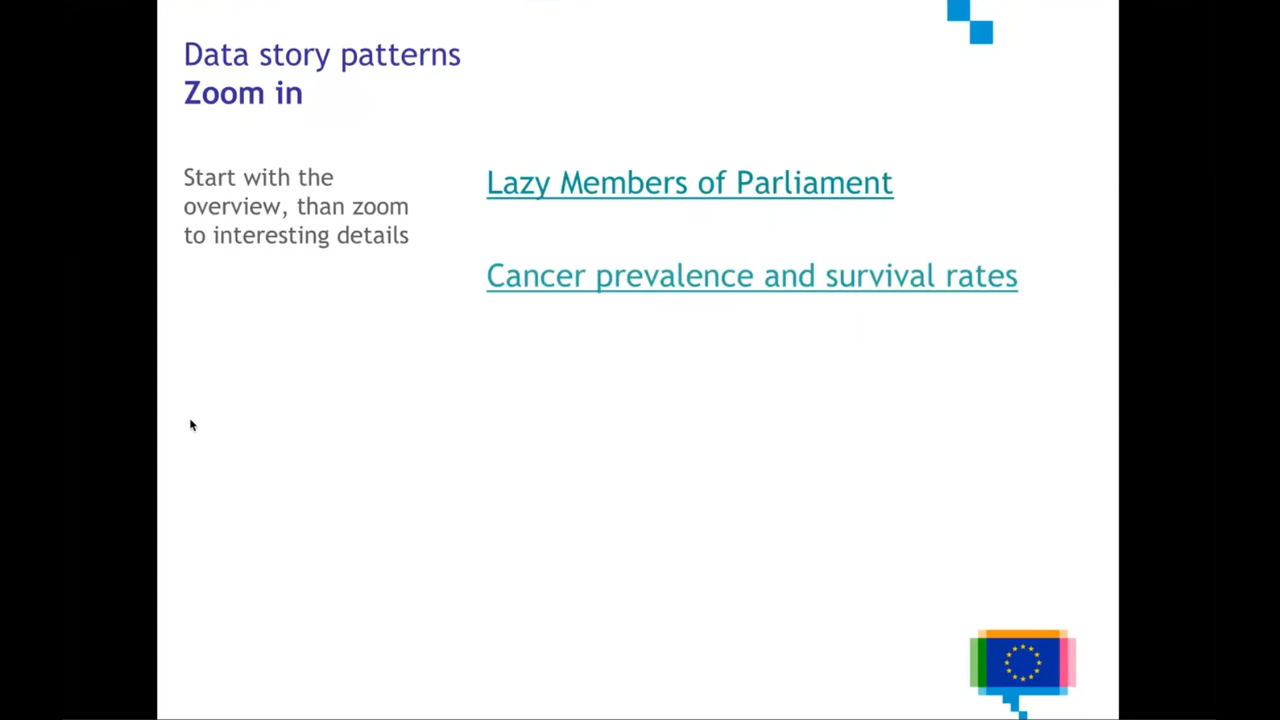 Data story patterns
Zoom in
Start with the
overview, than zoom
to interesting details
Lazy Members of Parliament
Cancer prevalence and survival rates